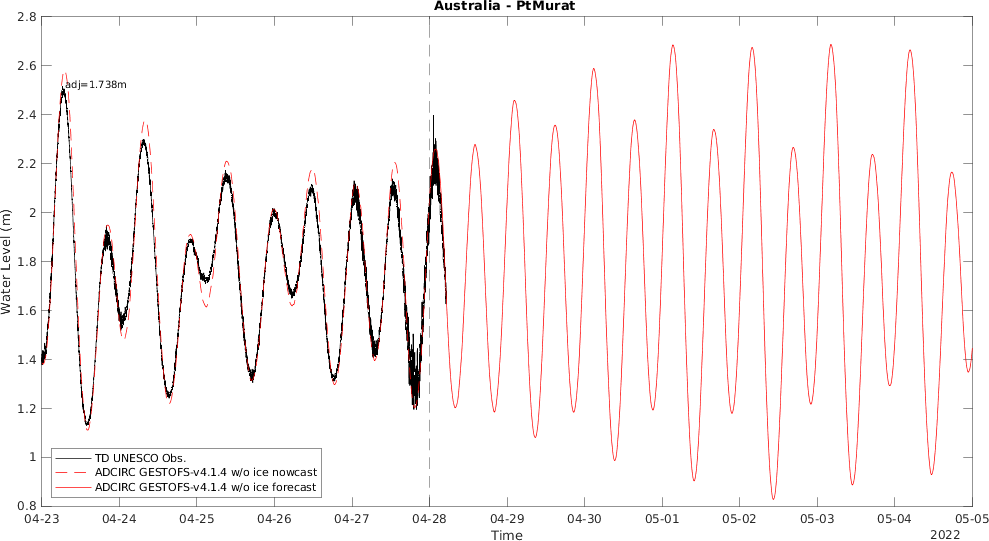 Australia - PtMurat
2.8
2.6
2.4
2.2
2
1.8
1.6
1.4
1.2
1
0.8
Water Level (m)
adj=1.738m
TD UNESCO Obs.
ADCIRC GESTOFS-v4.1.4 w/o ice nowcast
ADCIRC GESTOFS-v4.1.4 w/o ice forecast
04-23 04-24 04-25 04-26 04-27 04-28 04-29 04-30 05-01 05-02 05-03 05-04 05-05
Time
2022